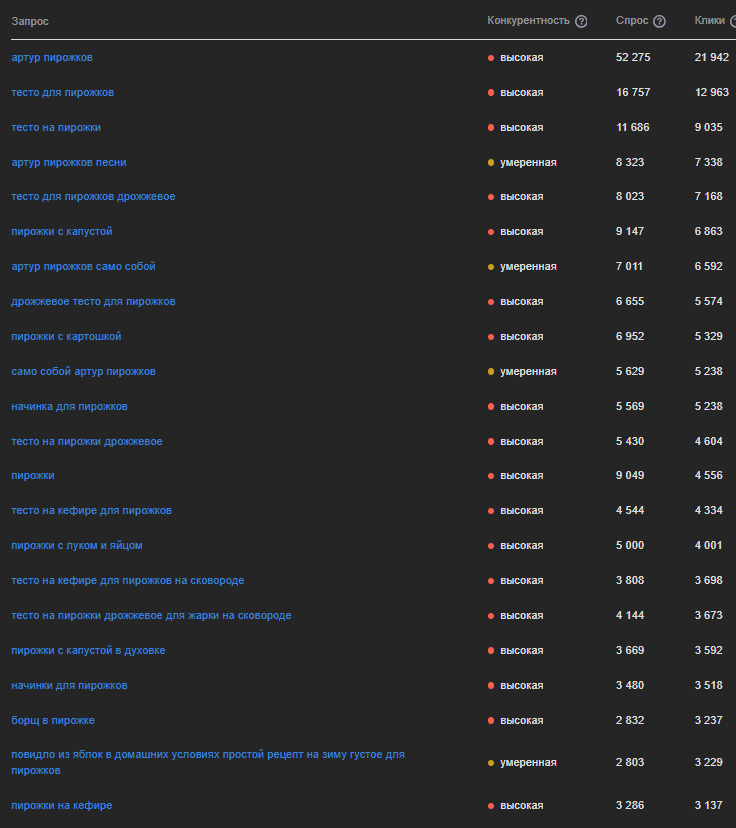 Запрос Конкурентность ? Спрос ? Клики ?
артур пирожков высокая 52 275 21 942
тесто для пирожков высокая 16 757 12 963
тесто на пирожки высокая 11 686 9 035
артур пирожков песни умеренная 8 323 7 338
тесто для пирожков дрожжевое высокая 8 023 7 168
пирожки с капустой высокая 9 147 6 863
артур пирожков само собой умеренная 7 011 6 592
дрожжевое тесто для пирожков высокая 6 655 5 574
пирожки с картошкой высокая 6 952 5 329
само собой артур пирожков умеренная 5 629 5 238
начинка для пирожков высокая 5 569 5 238
тесто на пирожки дрожжевое высокая 5 430 4 604
пирожки высокая 9 049 4 556
тесто на кефире для пирожков высокая 4 544 4 334
пирожки с луком и яйцом высокая 5 000 4 001
тесто на кефире для пирожков на сковороде высокая 3 808 3 698
тесто на пирожки дрожжевое для жарки на сковороде высокая 4 144 3 673
пирожки с капустой в духовке высокая 3 669 3 592
начинки для пирожков высокая 3 480 3 518
борщ в пирожке высокая 2 832 3 237
повидло из яблок в домашних условиях простой рецепт на зиму густое для
пирожков умеренная 2 803 3 229
пирожки на кефире высокая 3 286 3 137